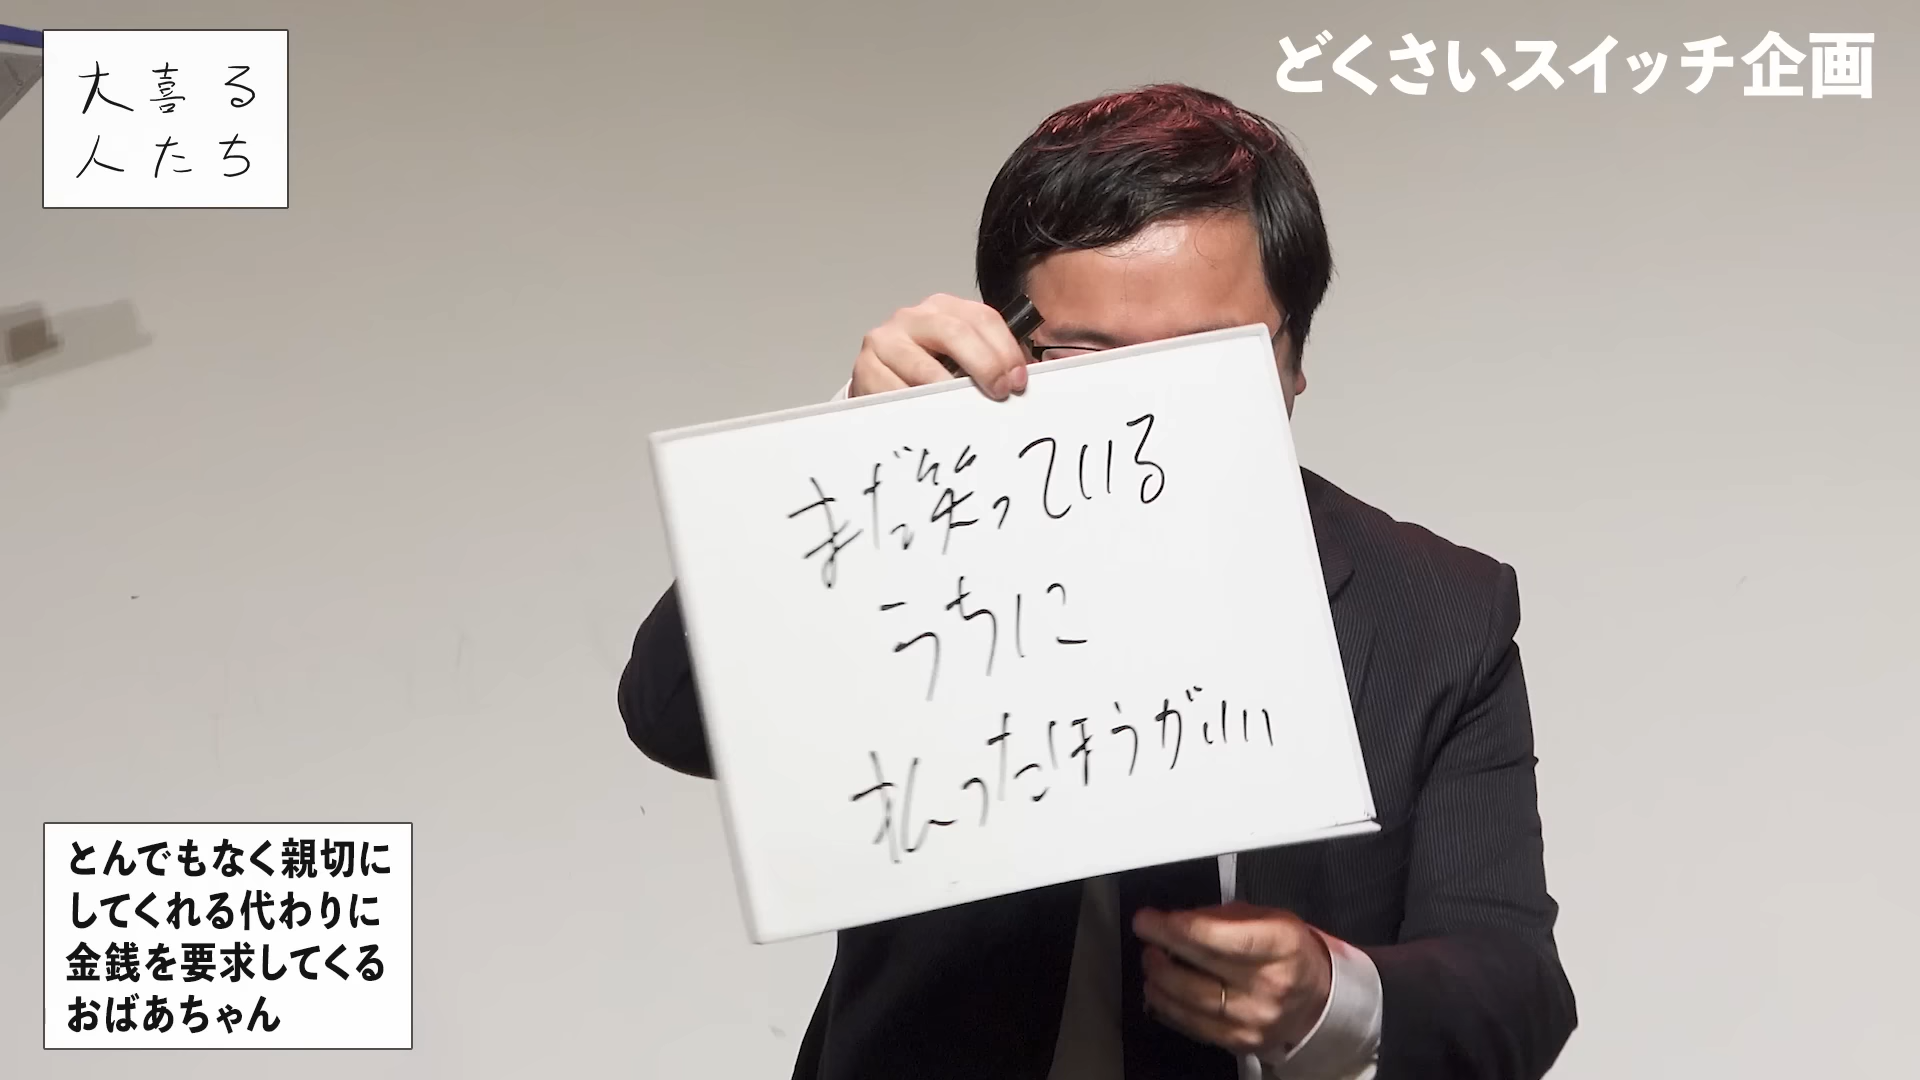 大喜る
人たち
どくさいスイッチ企画
まだ笑っている
うちに
払ったほうがいい
とんでもなく親切に
してくれる代わりに
金銭を要求してくる
おばあちゃん